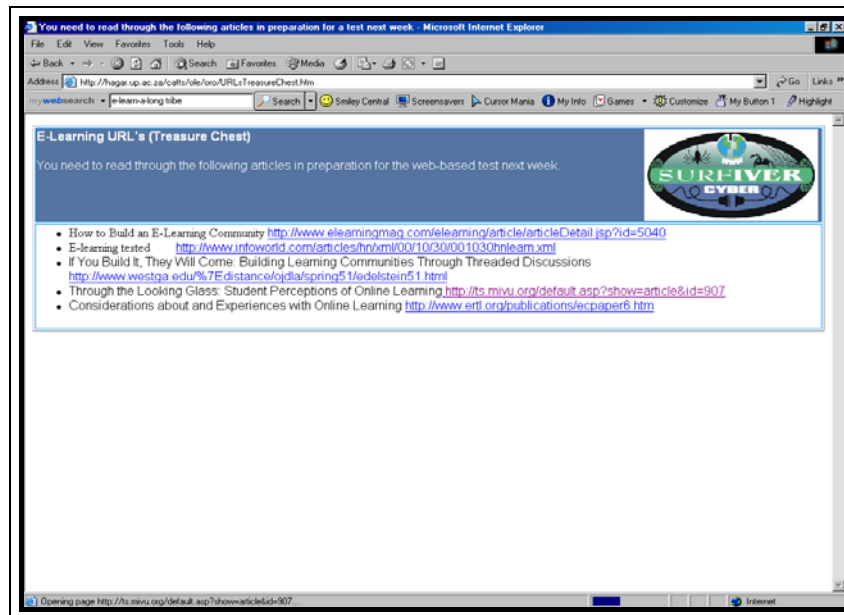 You need to read through the following articles in preparation for a test next week - Microsoft Internet Explorer
File Edit View Favorites Tools Help
Back Search Favorites Media
Address http://hagar.up.ac.za/catts/ole/oro/URLsTreasureChest.htm Go Links »
mywebsearch e-learn-a-long tribe Search Smiley Central Screensavers Cursor Mania My Info Games Customize My Button 1 Highlight
E-Learning URL's (Treasure Chest)
You need to read through the following articles in preparation for the web-based test next week.
SURFIVER
CYBER
• How to Build an E-Learning Community http://www.elearningmag.com/elearning/article/articleDetail.jsp?id=5040
• E-learning tested http://www.infoworld.com/articles/hn/xml/00/10/30/001030hnlearn.xml
• If You Build It, They Will Come: Building Learning Communities Through Threaded Discussions
http://www.westga.edu/%7Edistance/ojdla/spring51/edelstein51.html
• Through the Looking Glass: Student Perceptions of Online Learning http://ts.mivu.org/default.asp?show=article&id=907
• Considerations about and Experiences with Online Learning http://www.ertl.org/publications/ecpaper6.htm
Opening page http://ts.mivu.org/default.asp?show=article&id=907... Internet